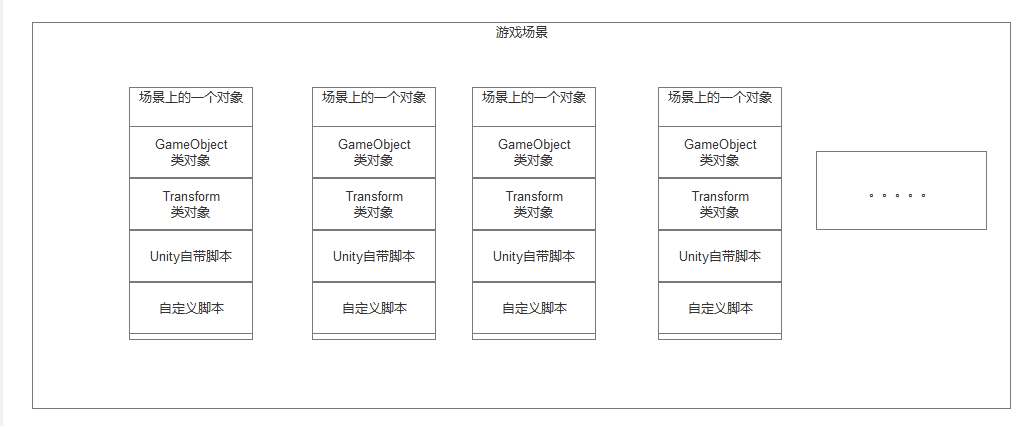 游戏场景
场景上的一个对象
GameObject
类对象
Transform
类对象
Unity自带脚本
自定义脚本
场景上的一个对象
GameObject
类对象
Transform
类对象
Unity自带脚本
自定义脚本
场景上的一个对象
GameObject
类对象
Transform
类对象
Unity自带脚本
自定义脚本
场景上的一个对象
GameObject
类对象
Transform
类对象
Unity自带脚本
自定义脚本
。。。。。